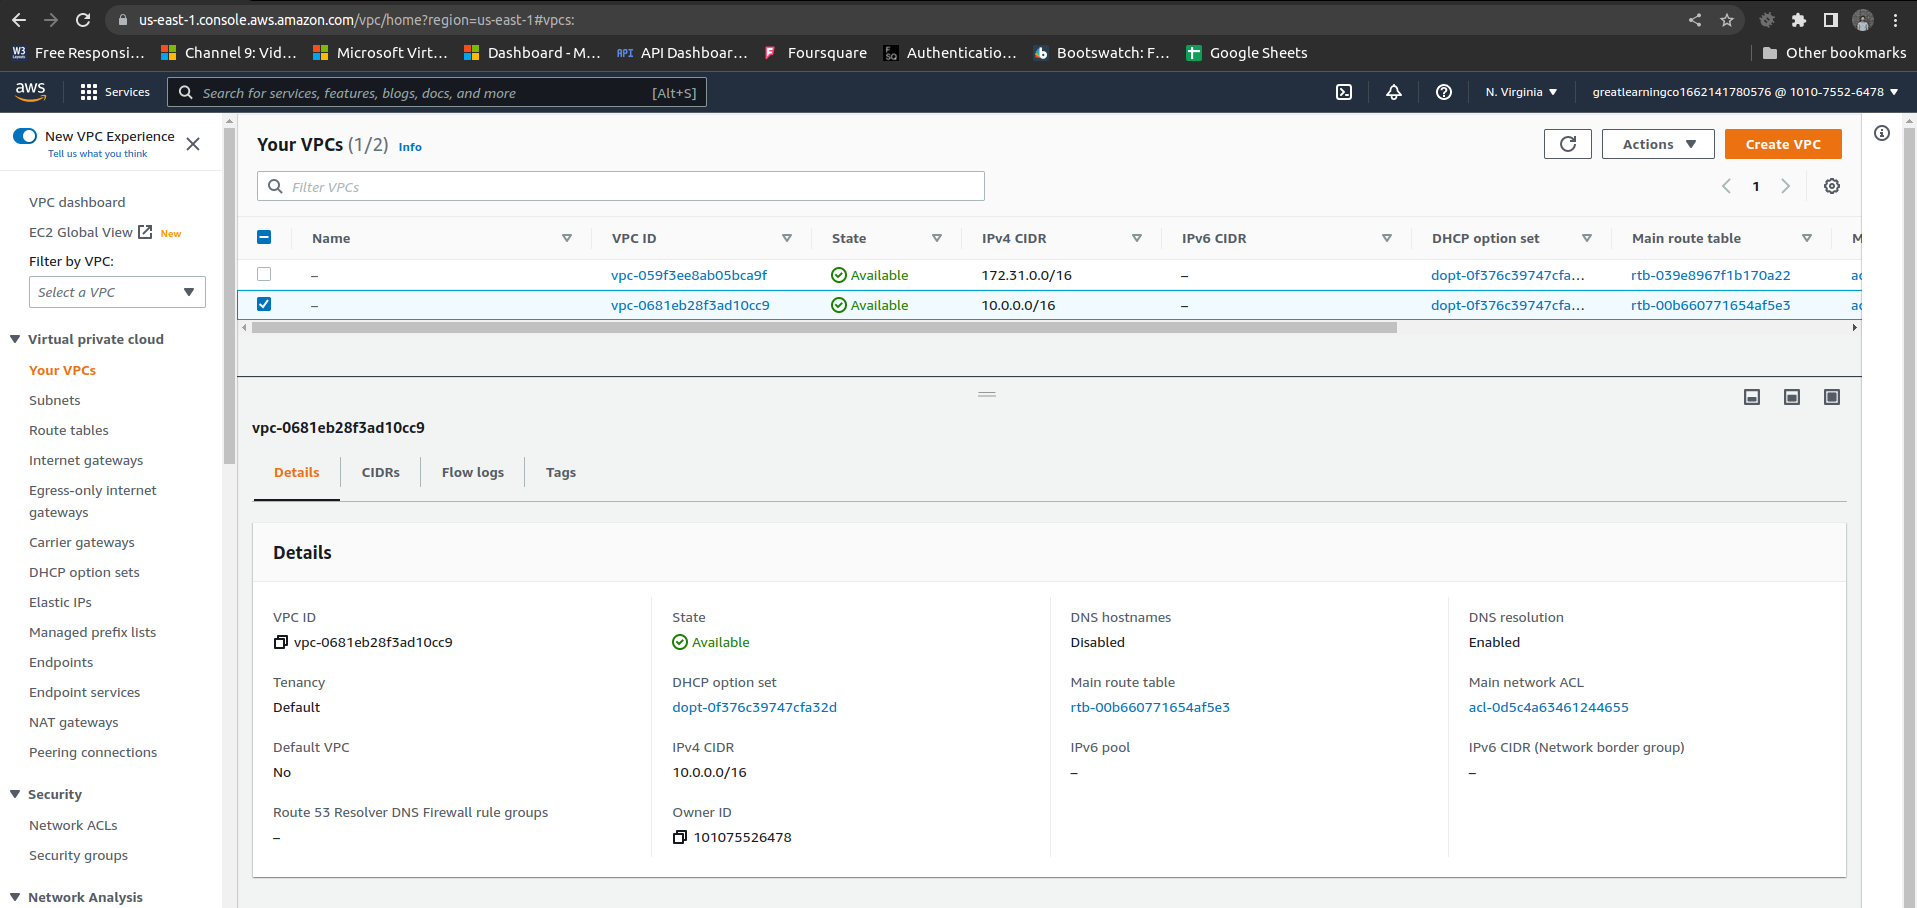 us-east-1.console.aws.amazon.com/vpc/home?region=us-east-1#vpcs:
W3 Free Responsi... Channel 9: Vid... Microsoft Virt... Dashboard - M... API API Dashboar... Foursquare FSQ Authenticatio... Bootswatch: F... Google Sheets Other bookmarks
aws Services Search for services, features, blogs, docs, and more [Alt+S] N. Virginia greatlearningco1662141780576 @ 1010-7552-6478
New VPC Experience
Tell us what you think
VPC dashboard
EC2 Global View New
Filter by VPC:
Select a VPC
Virtual private cloud
Your VPCs
Subnets
Route tables
Internet gateways
Egress-only internet
gateways
Carrier gateways
DHCP option sets
Elastic IPs
Managed prefix lists
Endpoints
Endpoint services
NAT gateways
Peering connections
Security
Network ACLs
Security groups
Network Analysis
Your VPCs (1/2) Info Actions Create VPC
Filter VPCs 1
Name VPC ID State IPv4 CIDR IPv6 CIDR DHCP option set Main route table M
– vpc-059f3ee8ab05bca9f Available 172.31.0.0/16 – dopt-0f376c39747cfa... rtb-039e8967f1b170a22 ac
– vpc-0681eb28f3ad10cc9 Available 10.0.0.0/16 – dopt-0f376c39747cfa... rtb-00b660771654af5e3 ac
vpc-0681eb28f3ad10cc9
Details CIDRs Flow logs Tags
Details
VPC ID State DNS hostnames DNS resolution
vpc-0681eb28f3ad10cc9 Available Disabled Enabled
Tenancy DHCP option set Main route table Main network ACL
Default dopt-0f376c39747cfa32d rtb-00b660771654af5e3 acl-0d5c4a63461244655
Default VPC IPv4 CIDR IPv6 pool IPv6 CIDR (Network border group)
No 10.0.0.0/16 – –
Route 53 Resolver DNS Firewall rule groups Owner ID
– 101075526478